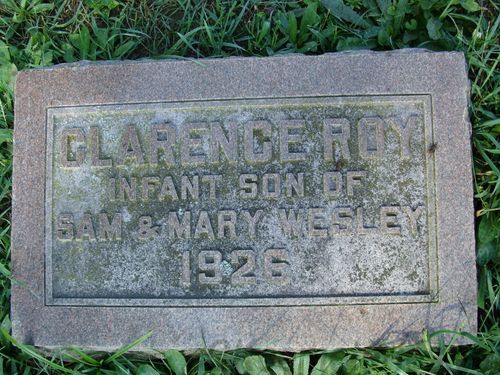 CLARENCE ROY
INFANT SON OF
SAM & MARY WESLEY
1926